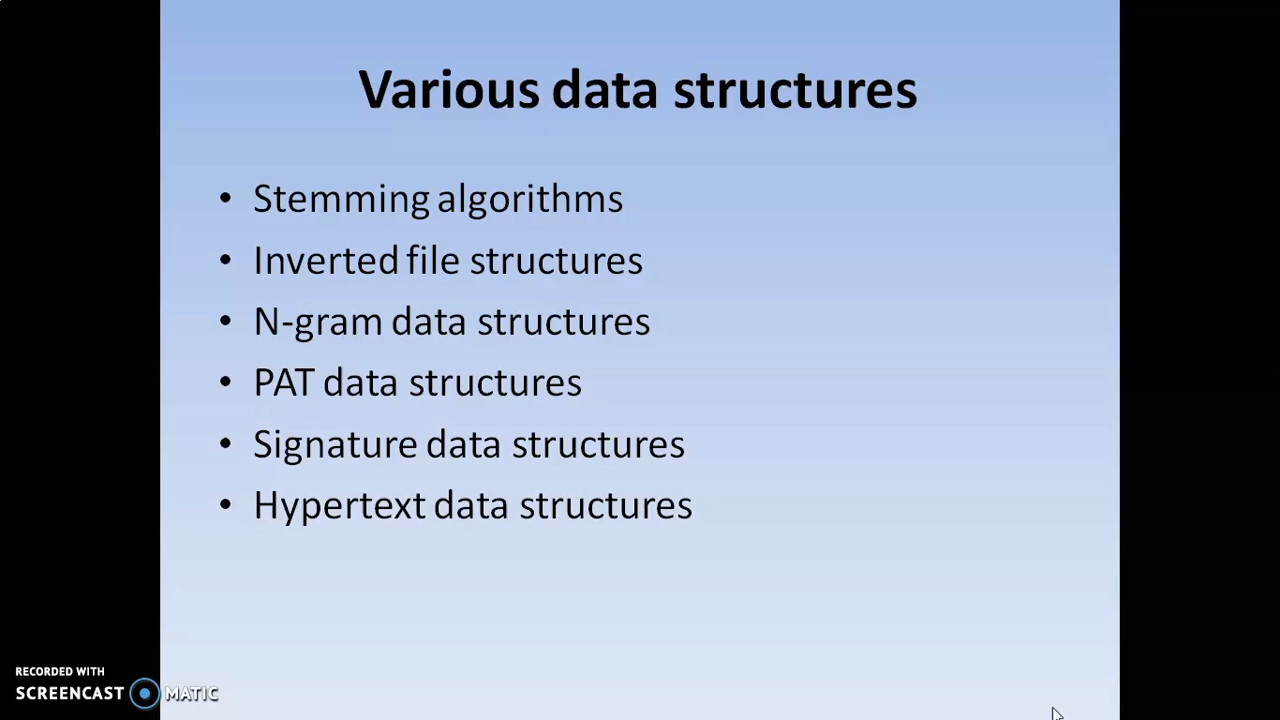 Various data structures
• Stemming algorithms
• Inverted file structures
• N-gram data structures
• PAT data structures
• Signature data structures
• Hypertext data structures
RECORDED WITH
SCREENCAST MATIC